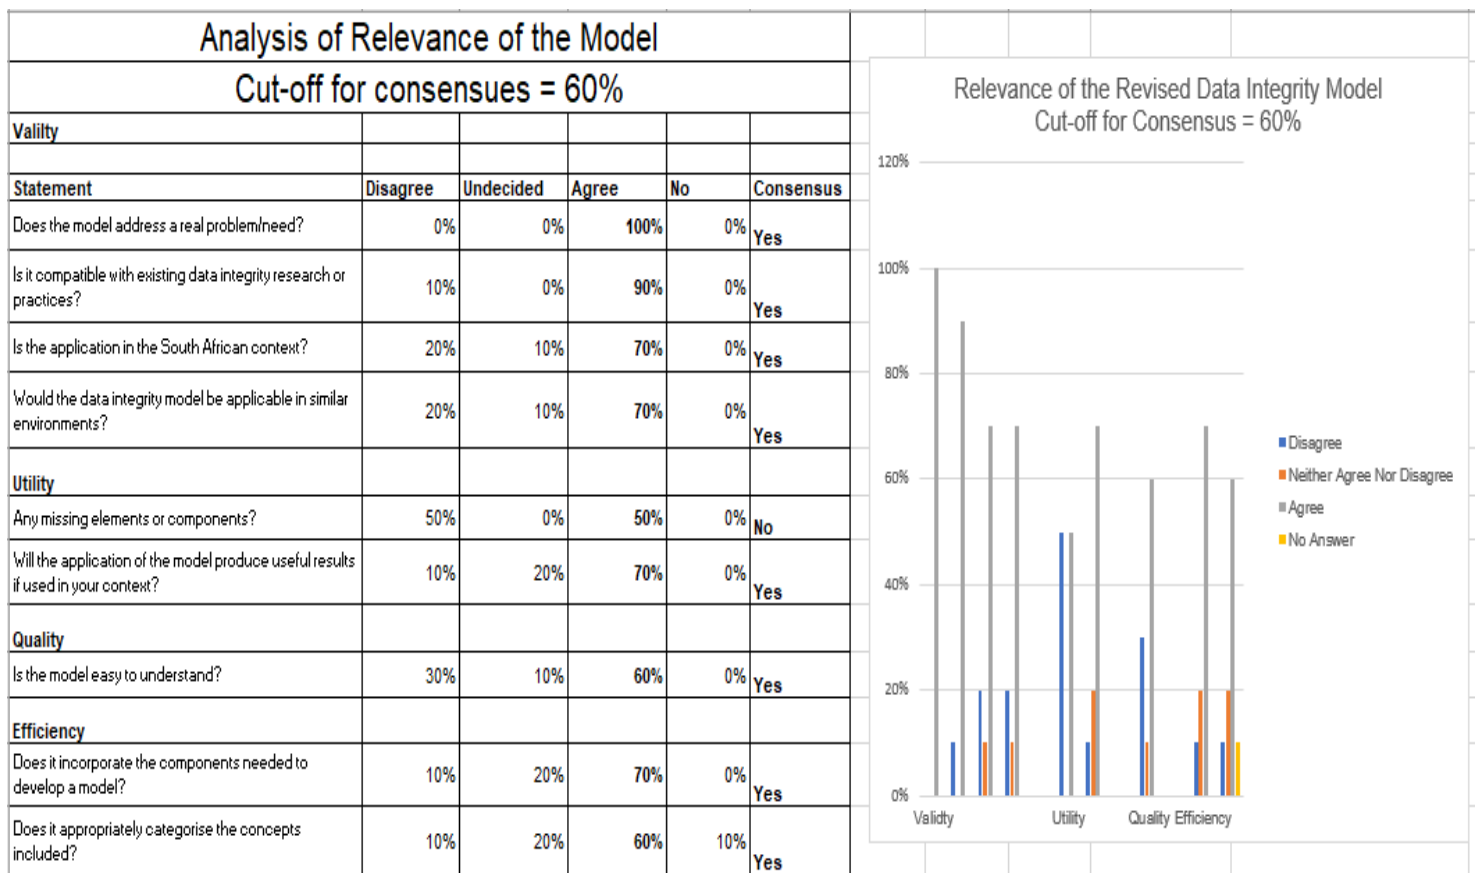 Analysis of Relevance of the Model
Cut-off for consensues = 60%
Valilty
Statement Disagree Undecided Agree No Consensus
Does the model address a real problem/need? 0% 0% 100% 0% Yes
Is it compatible with existing data integrity research or
practices? 10% 0% 90% 0% Yes
Is the application in the South African context? 20% 10% 70% 0% Yes
Would the data integrity model be applicable in similar
environments? 20% 10% 70% 0% Yes
Utility
Any missing elements or components? 50% 0% 50% 0% No
Will the application of the model produce useful results
if used in your context? 10% 20% 70% 0% Yes
Quality
Is the model easy to understand? 30% 10% 60% 0% Yes
Efficiency
Does it incorporate the components needed to
develop a model? 10% 20% 70% 0% Yes
Does it appropriately categorise the concepts
included? 10% 20% 60% 10% Yes
Relevance of the Revised Data Integrity Model
Cut-off for Consensus = 60%
120%
100%
80%
60%
40%
20%
0%
Validty Utility Quality Efficiency
Disagree
Neither Agree Nor Disagree
Agree
No Answer